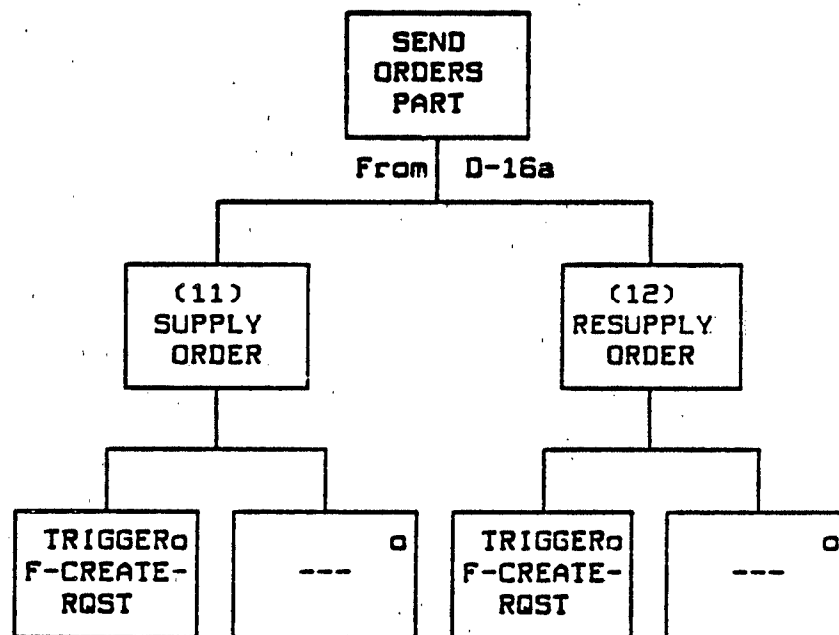 SEND
ORDERS
PART
From D-16a
(11)
SUPPLY
ORDER
(12)
RESUPPLY
ORDER
TRIGGERo
F-CREATE-
RQST
o
---
TRIGGERo
F-CREATE-
RQST
o
---